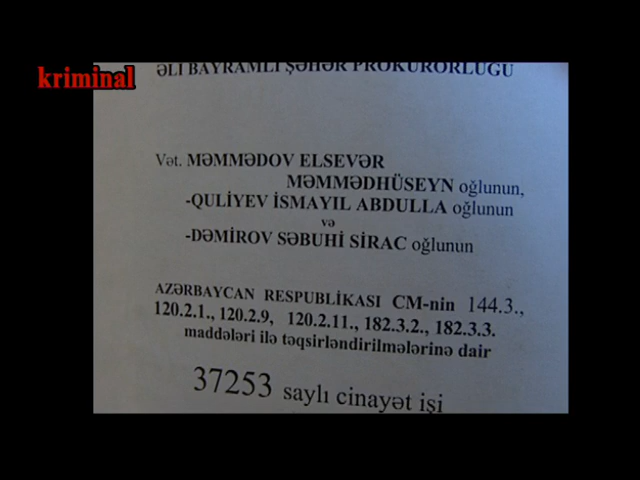 kriminal
ƏLİ BAYRAMLI ŞƏHƏR PROKURORLUĞU
Vət. MƏMMƏDOV ELSEVƏR
MƏMMƏDHÜSEYN oğlunun,
-QULİYEV İSMAYIL ABDULLA oğlunun
və
-DƏMİROV SƏBUHİ SİRAC oğlunun
AZƏRBAYCAN RESPUBLİKASI CM-nin 144.3.,
120.2.1., 120.2.9, 120.2.11., 182.3.2., 182.3.3.
maddələri ilə təqsirləndirilmələrinə dair
37253 saylı cinayət işi